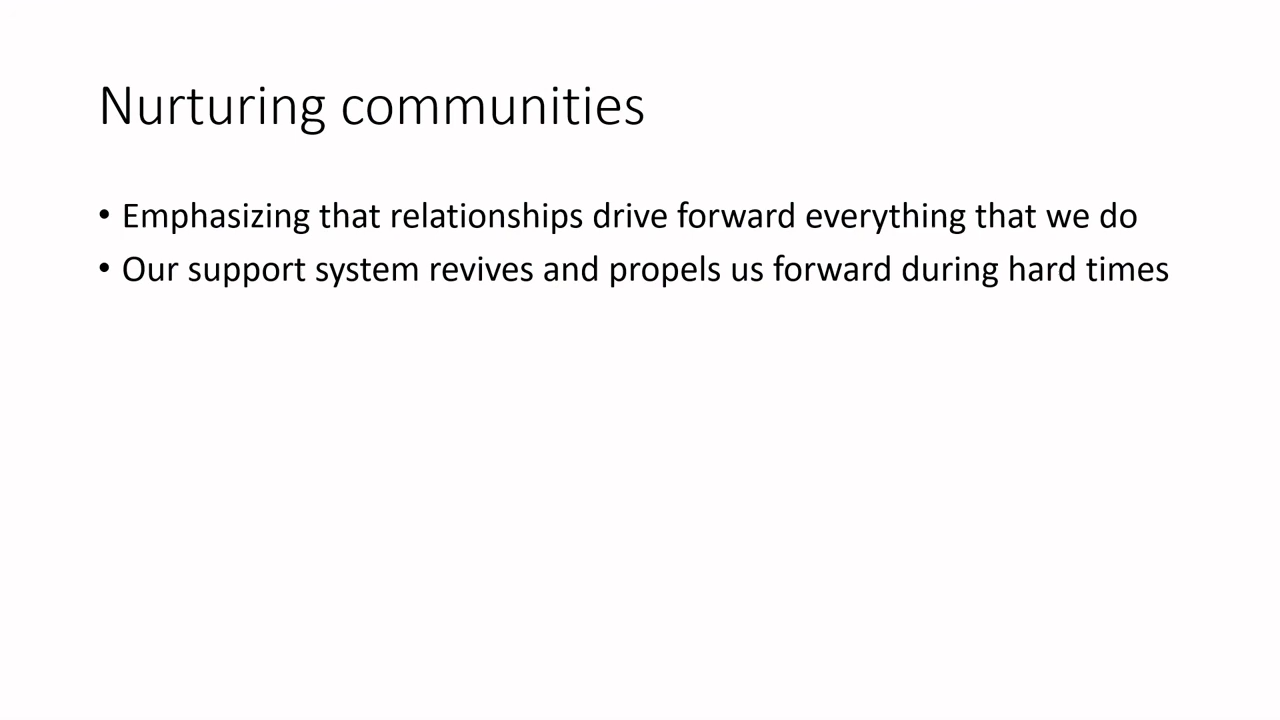 Nurturing communities
• Emphasizing that relationships drive forward everything that we do
• Our support system revives and propels us forward during hard times